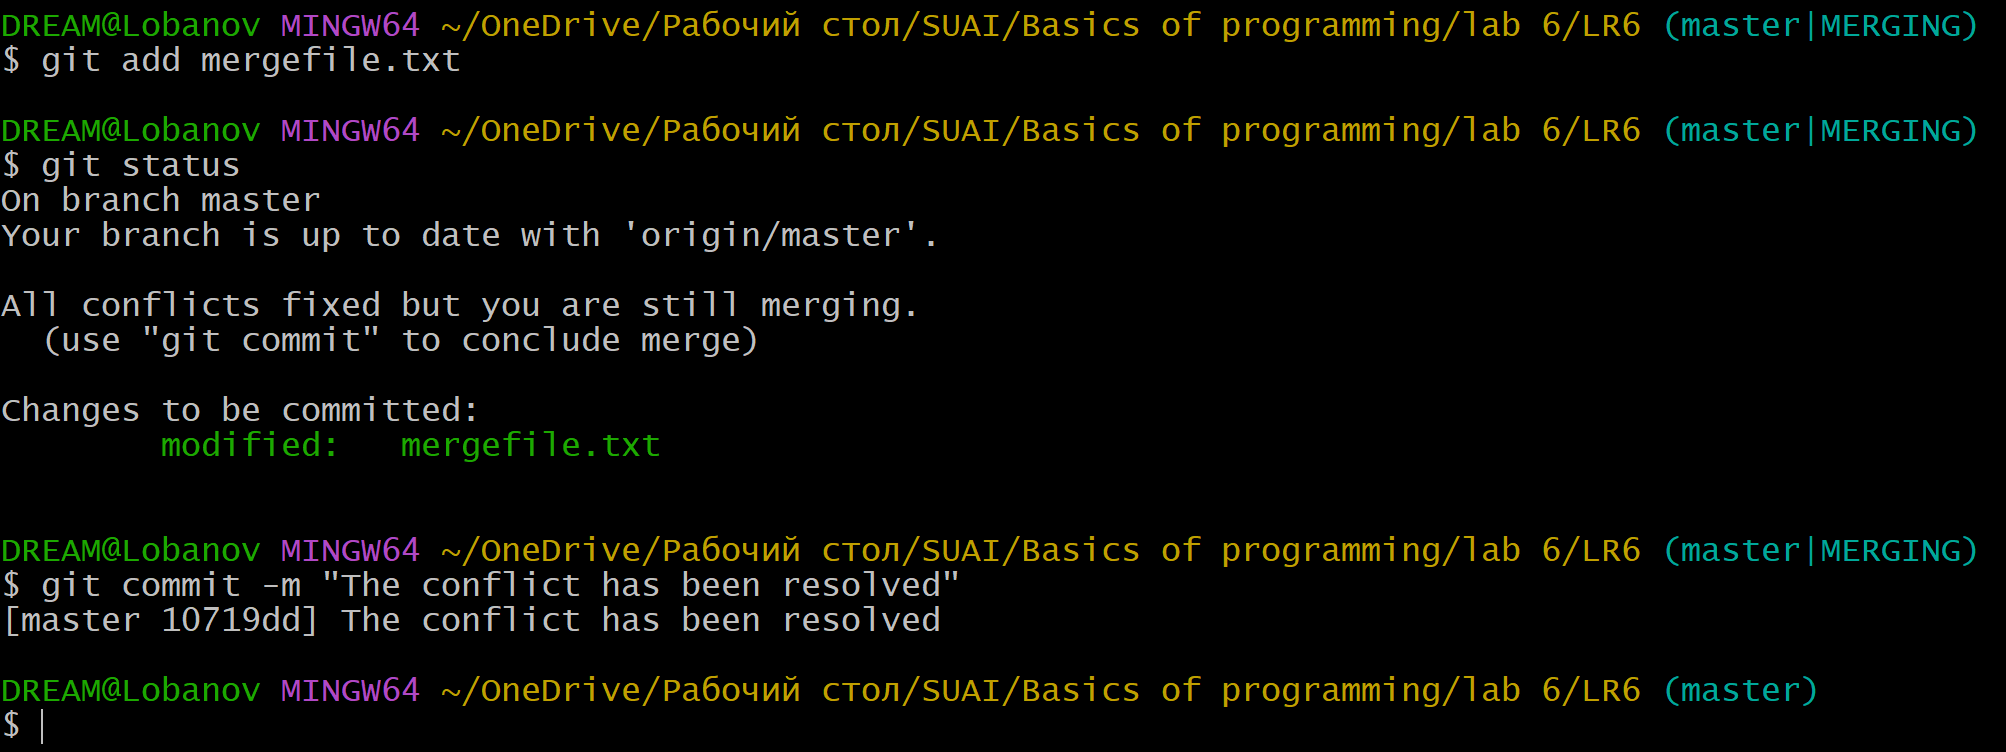 DREAM@Lobanov MINGW64 ~/OneDrive/Рабочий стол/SUAI/Basics of programming/lab 6/LR6 (master|MERGING)
$ git add mergefile.txt
DREAM@Lobanov MINGW64 ~/OneDrive/Рабочий стол/SUAI/Basics of programming/lab 6/LR6 (master|MERGING)
$ git status
On branch master
Your branch is up to date with 'origin/master'.
All conflicts fixed but you are still merging.
  (use "git commit" to conclude merge)
Changes to be committed:
        modified:   mergefile.txt
DREAM@Lobanov MINGW64 ~/OneDrive/Рабочий стол/SUAI/Basics of programming/lab 6/LR6 (master|MERGING)
$ git commit -m "The conflict has been resolved"
[master 10719dd] The conflict has been resolved
DREAM@Lobanov MINGW64 ~/OneDrive/Рабочий стол/SUAI/Basics of programming/lab 6/LR6 (master)
$